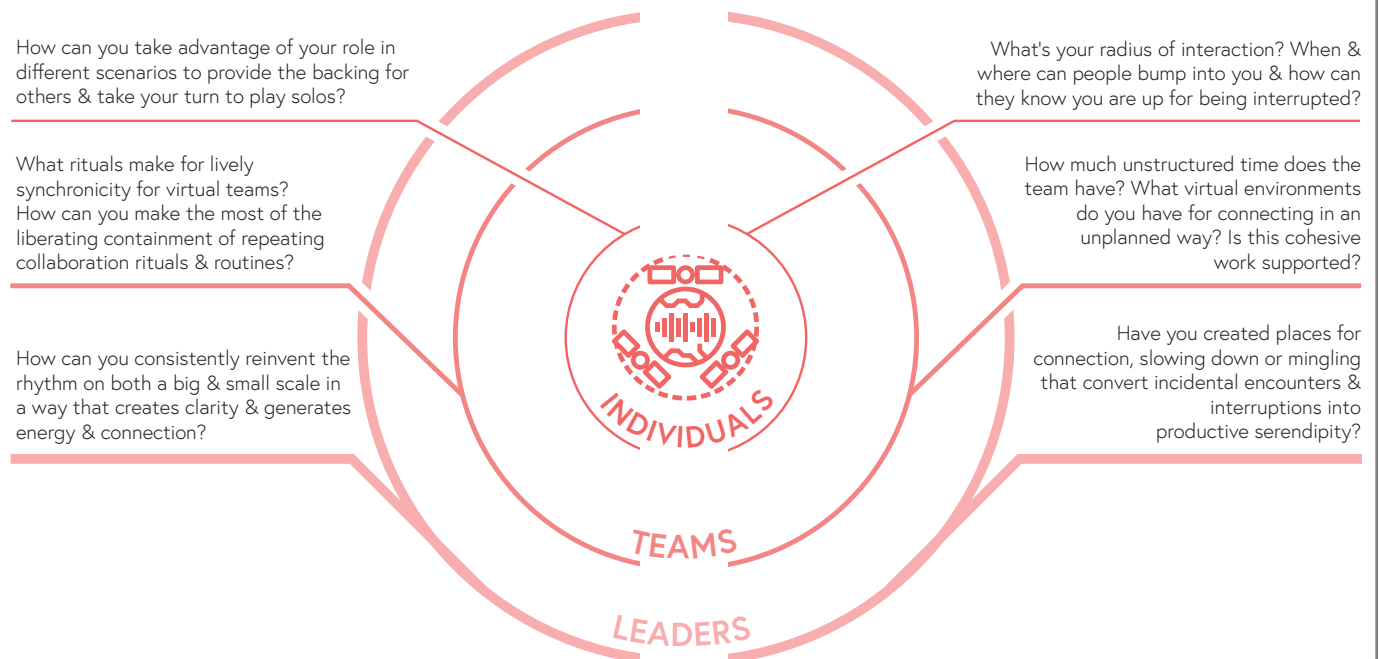 How can you take advantage of your role in
different scenarios to provide the backing for
others & take your turn to play solos?
What rituals make for lively
synchronicity for virtual teams?
How can you make the most of the
liberating containment of repeating
collaboration rituals & routines?
How can you consistently reinvent the
rhythm on both a big & small scale in
a way that creates clarity & generates
energy & connection?
What's your radius of interaction? When &
where can people bump into you & how can
they know you are up for being interrupted?
How much unstructured time does the
team have? What virtual environments
do you have for connecting in an
unplanned way? Is this cohesive
work supported?
Have you created places for
connection, slowing down or mingling
that convert incidental encounters &
interruptions into
productive serendipity?
INDIVIDUALS
TEAMS
LEADERS